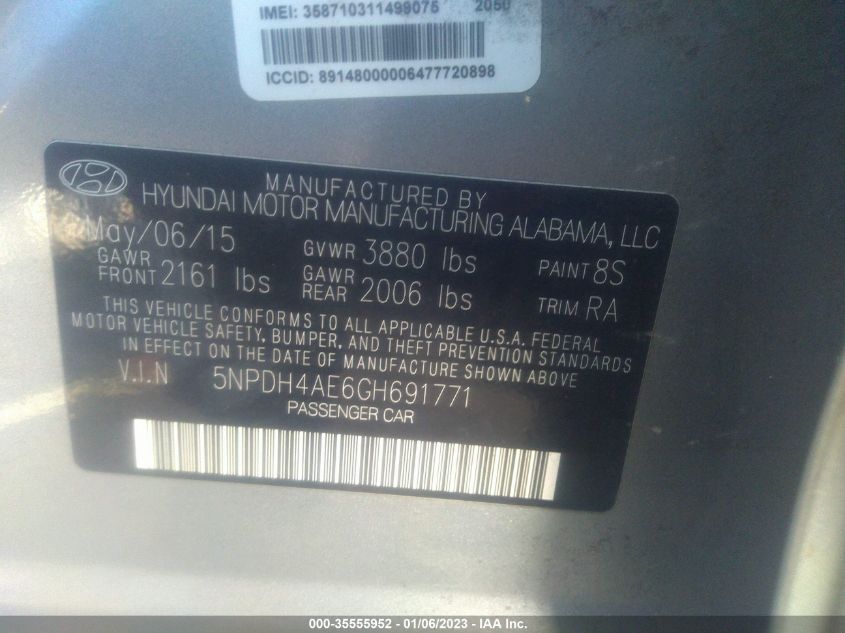 IMEI: 358710311499075 2050
ICCID: 89148000006477720898
MANUFACTURED BY
HYUNDAI MOTOR MANUFACTURING ALABAMA, LLC
May/06/15 GVWR 3880 lbs PAINT 8S
GAWR FRONT 2161 lbs GAWR REAR 2006 lbs TRIM RA
THIS VEHICLE CONFORMS TO ALL APPLICABLE U.S.A. FEDERAL
MOTOR VEHICLE SAFETY, BUMPER, AND THEFT PREVENTION STANDARDS
IN EFFECT ON THE DATE OF MANUFACTURE SHOWN ABOVE
V.I.N 5NPDH4AE6GH691771
PASSENGER CAR
000-35555952 - 01/06/2023 - IAA Inc.